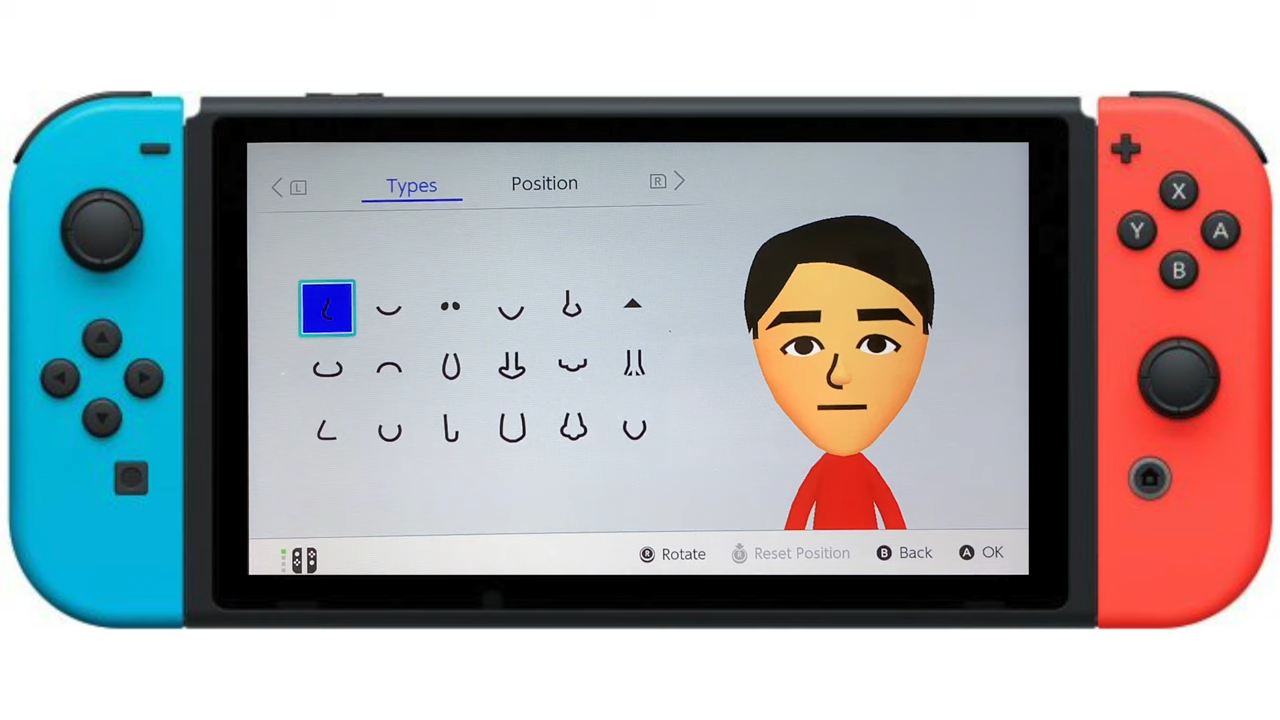 L Types Position R
R Rotate Reset Position B Back A OK
X
Y A
B